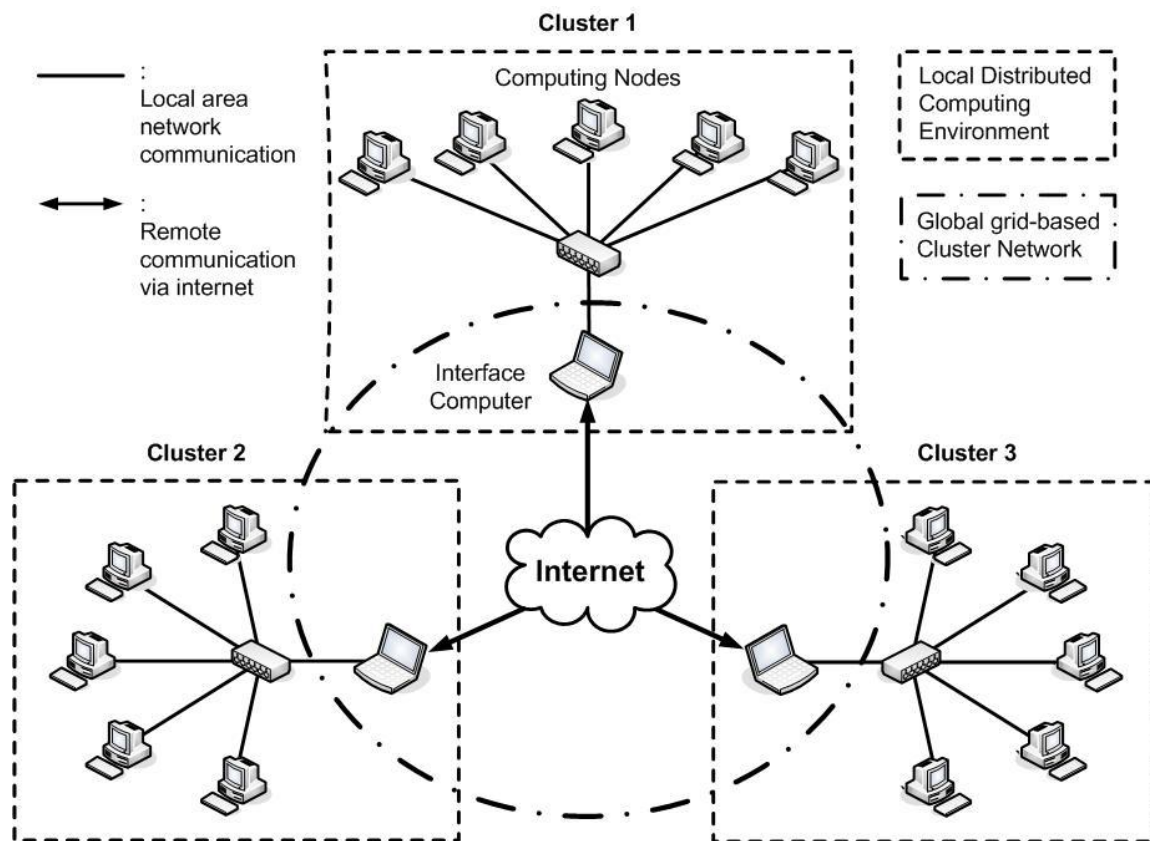 Cluster 1
:
Local area
network
communication
:
Remote
communication
via internet
Computing Nodes
Local Distributed
Computing
Environment
Global grid-based
Cluster Network
Interface
Computer
Cluster 2
Cluster 3
Internet